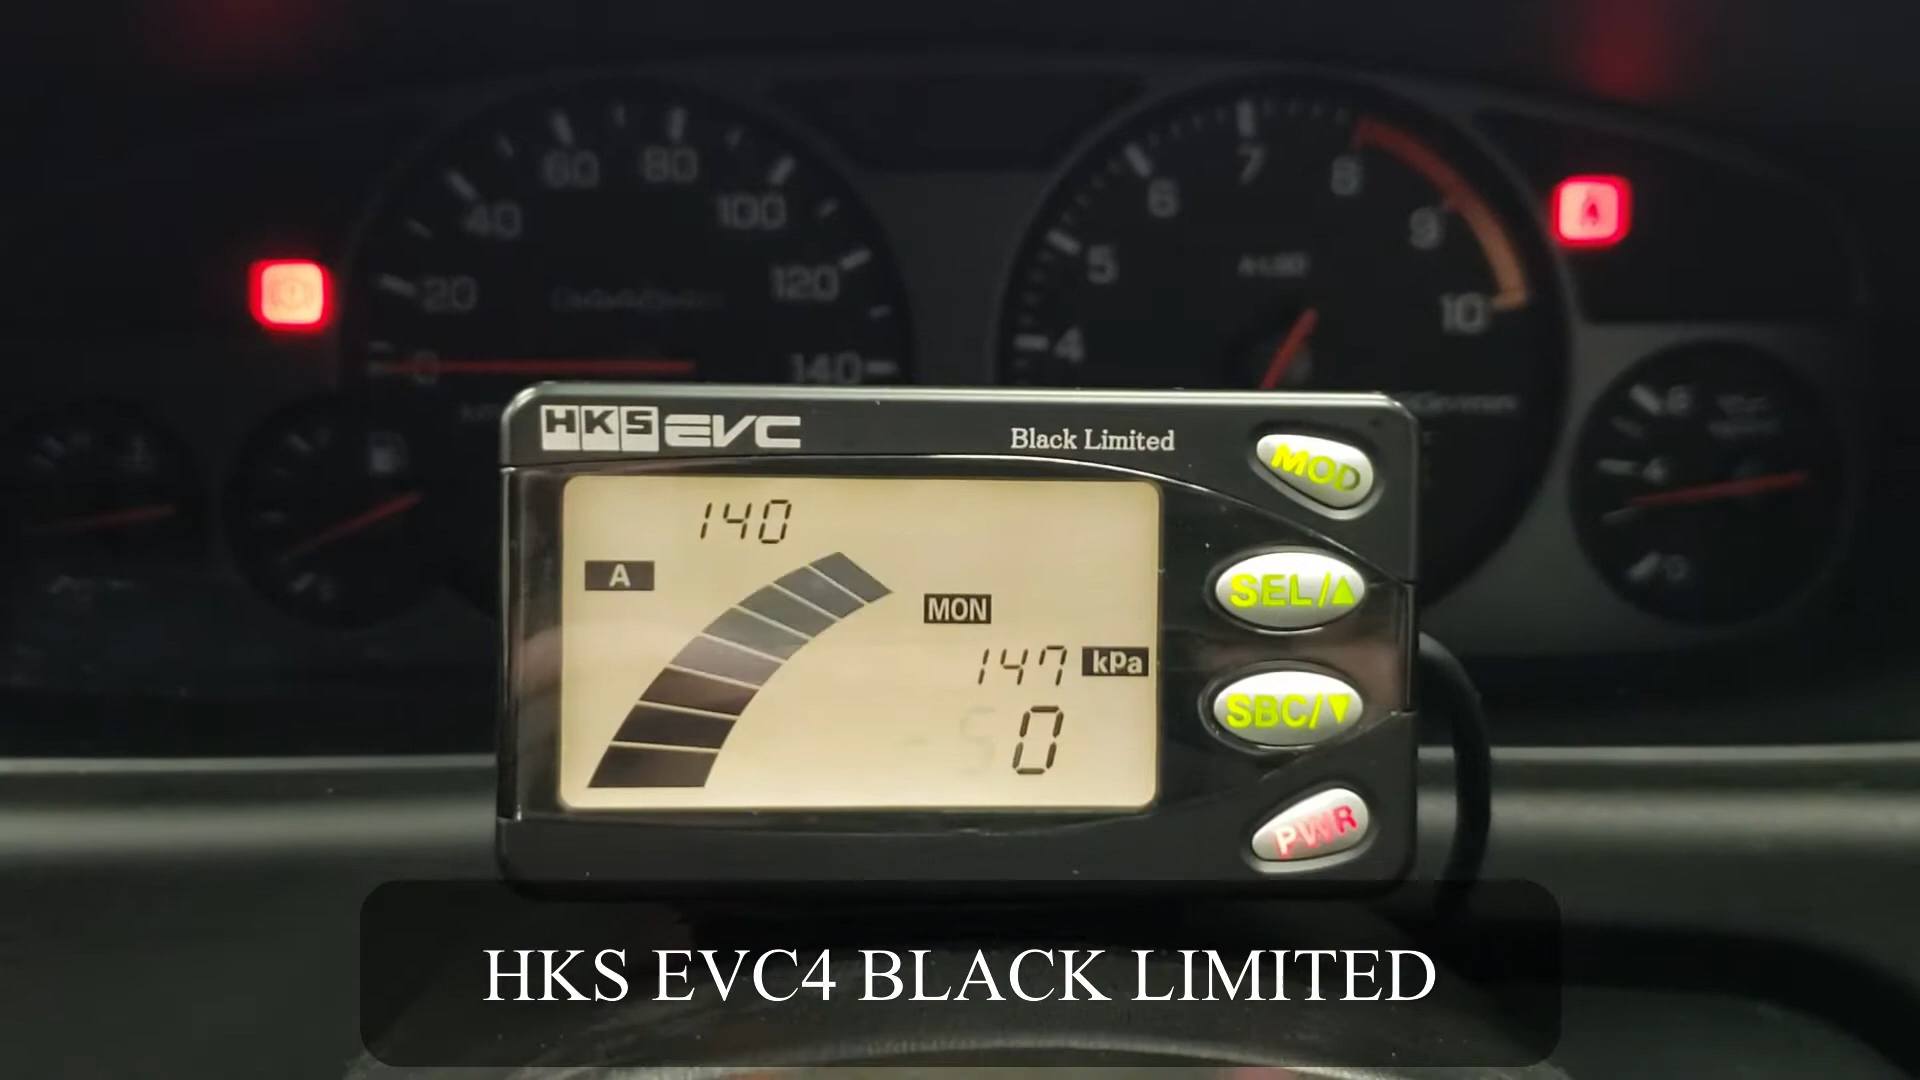 60 80
40 100
20 120
0 140
7
6 8
5 9
4 10
HKS EVC
Black Limited
MOD
140
A
SEL/▲
MON
147 kPa
SBC/▼
0
PWR
HKS EVC4 BLACK LIMITED